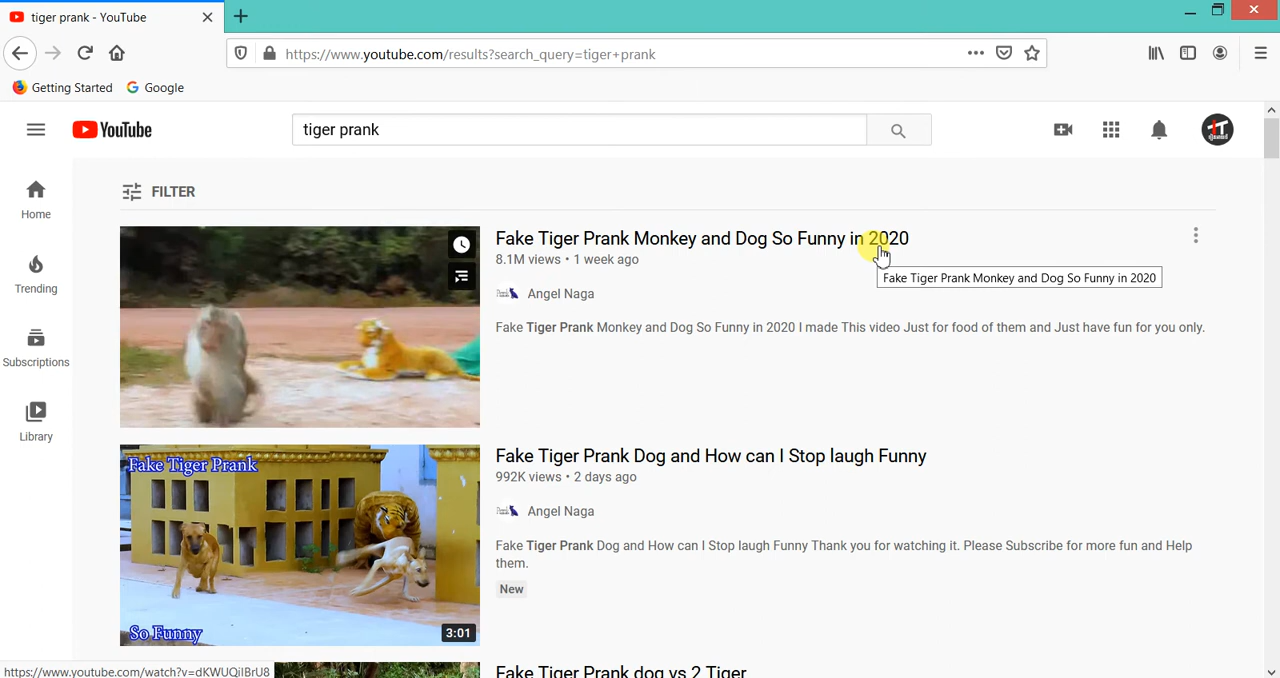 tiger prank - YouTube
https://www.youtube.com/results?search_query=tiger+prank
Getting Started
Google
YouTube
tiger prank
FILTER
Home
Trending
Subscriptions
Library
Fake Tiger Prank Monkey and Dog So Funny in 2020
8.1M views • 1 week ago
Fake Tiger Prank Monkey and Dog So Funny in 2020
Angel Naga
Fake Tiger Prank Monkey and Dog So Funny in 2020 I made This video Just for food of them and Just have fun for you only.
Fake Tiger Prank
So Funny
3:01
Fake Tiger Prank Dog and How can I Stop laugh Funny
992K views • 2 days ago
Angel Naga
Fake Tiger Prank Dog and How can I Stop laugh Funny Thank you for watching it. Please Subscribe for more fun and Help
them.
New
Fake Tiger Prank dog vs 2 Tiger
https://www.youtube.com/watch?v=dKWUQiIBrU8